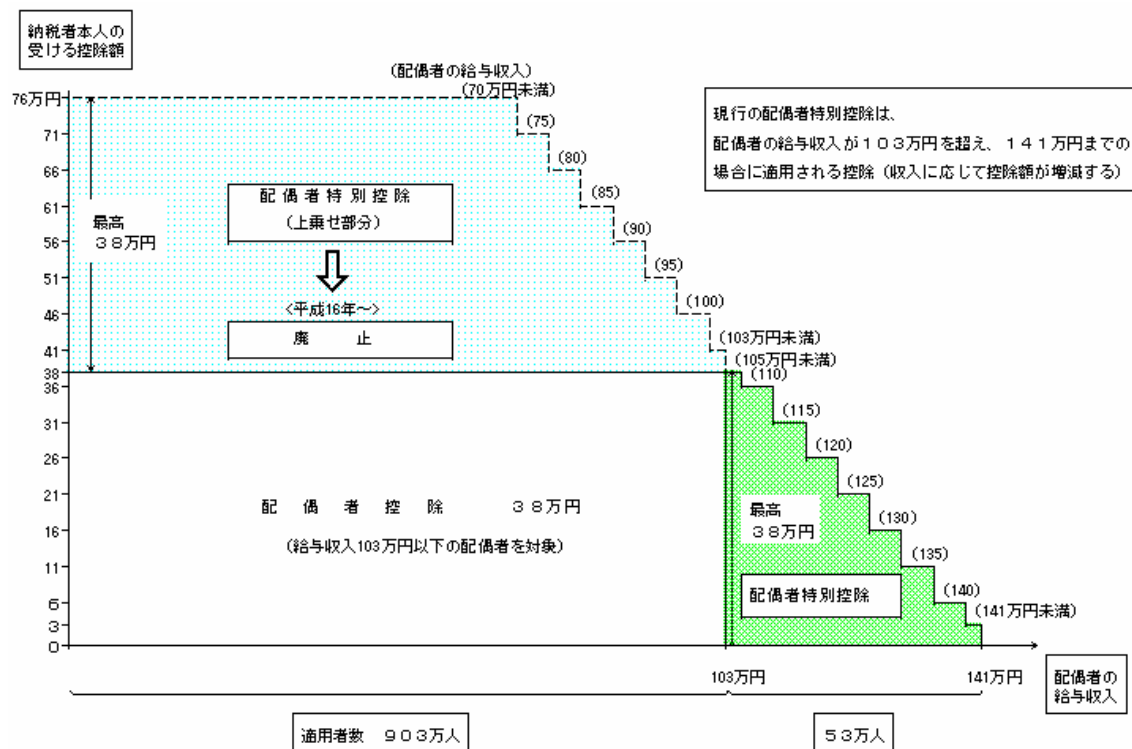 納税者本人の
受ける控除額
(配偶者の給与収入)
76万円
(70万円未満)
現行の配偶者特別控除は、
配偶者の給与収入が103万円を超え、141万円までの
場合に適用される控除(収入に応じて控除額が増減する)
71
(75)
66
(80)
61
(85)
配偶者特別控除
(上乗せ部分)
最高
38万円
56
(90)
51
(95)
46
(100)
<平成16年~>
廃 止
41
(103万円未満)
38
(105万円未満)
36
(110)
31
(115)
26
(120)
21
(125)
配 偶 者 控 除 38万円
(給与収入103万円以下の配偶者を対象)
最高
38万円
16
(130)
11
(135)
配偶者特別控除
6
(140)
3
(141万円未満)
0
103万円
141万円
配偶者の
給与収入
適用者数 903万人
53万人